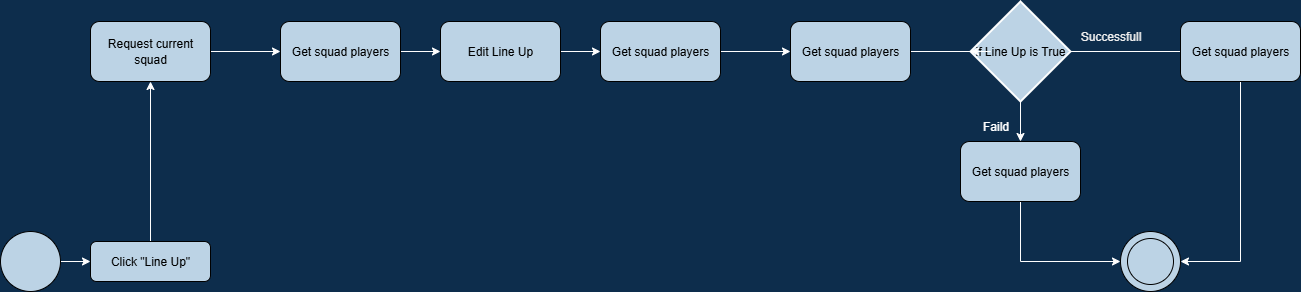 Request current
squad
Get squad players
Edit Line Up
Get squad players
Get squad players
If Line Up is True
Successfull
Get squad players
Faild
Get squad players
Click "Line Up"